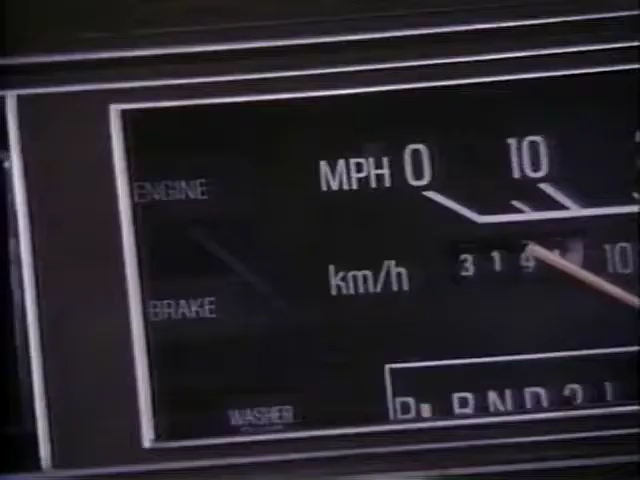 ENGINE
MPH 0 10
km/h 3 1 9 10
BRAKE
P R N D 2 1
WASHER